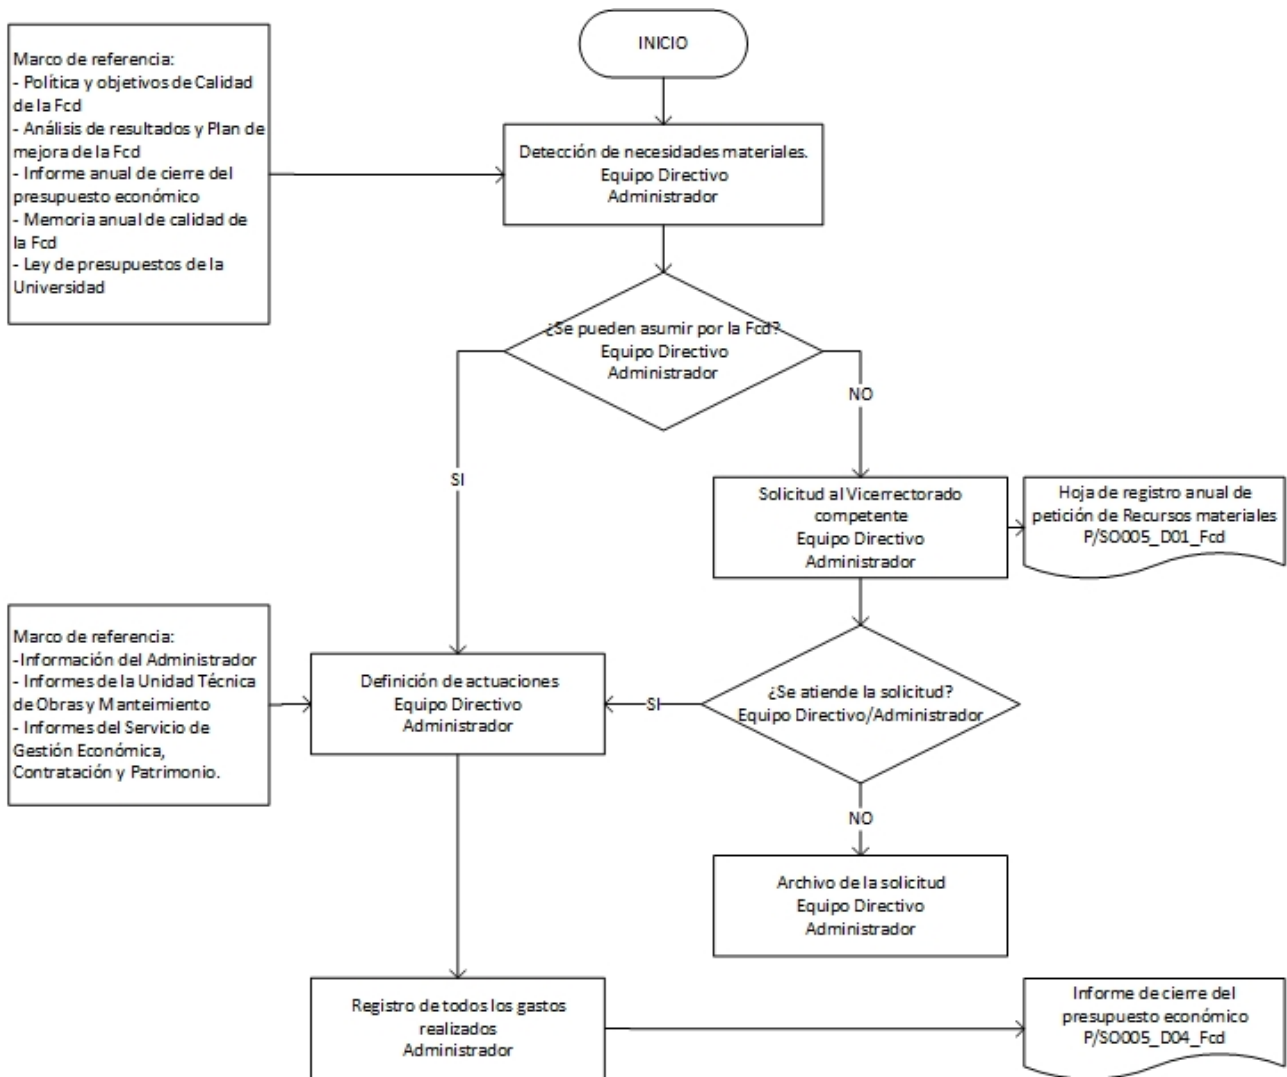 INICIO
Marco de referencia:
- Política y objetivos de Calidad
de la Fcd
- Análisis de resultados y Plan de
mejora de la Fcd
- Informe anual de cierre del
presupuesto económico
- Memoria anual de calidad de
la Fcd
- Ley de presupuestos de la
Universidad
Detección de necesidades materiales.
Equipo Directivo
Administrador
¿Se pueden asumir por la Fcd?
Equipo Directivo
Administrador
SI
NO
Solicitud al Vicerrectorado
competente
Equipo Directivo
Administrador
Hoja de registro anual de
petición de Recursos materiales
P/SO005_D01_Fcd
Marco de referencia:
-Información del Administrador
- Informes de la Unidad Técnica
de Obras y Manteimiento
- Informes del Servicio de
Gestión Económica,
Contratación y Patrimonio.
Definición de actuaciones
Equipo Directivo
Administrador
SI
¿Se atiende la solicitud?
Equipo Directivo/Administrador
NO
Archivo de la solicitud
Equipo Directivo
Administrador
Registro de todos los gastos
realizados
Administrador
Informe de cierre del
presupuesto económico
P/SO005_D04_Fcd